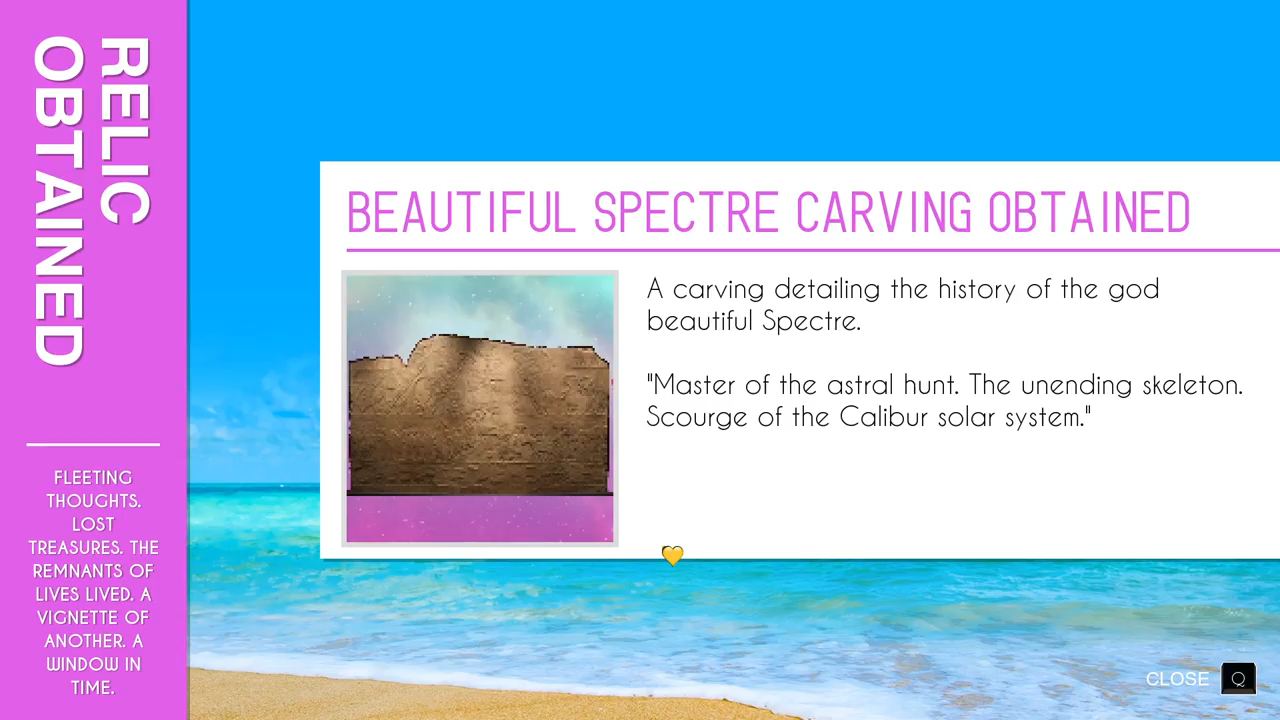 RELIC
OBTAINED
FLEETING
THOUGHTS.
LOST
TREASURES. THE
REMNANTS OF
LIVES LIVED. A
VIGNETTE OF
ANOTHER. A
WINDOW IN
TIME.
BEAUTIFUL SPECTRE CARVING OBTAINED
A carving detailing the history of the god
beautiful Spectre.
"Master of the astral hunt. The unending skeleton.
Scourge of the Calibur solar system."
CLOSE Q